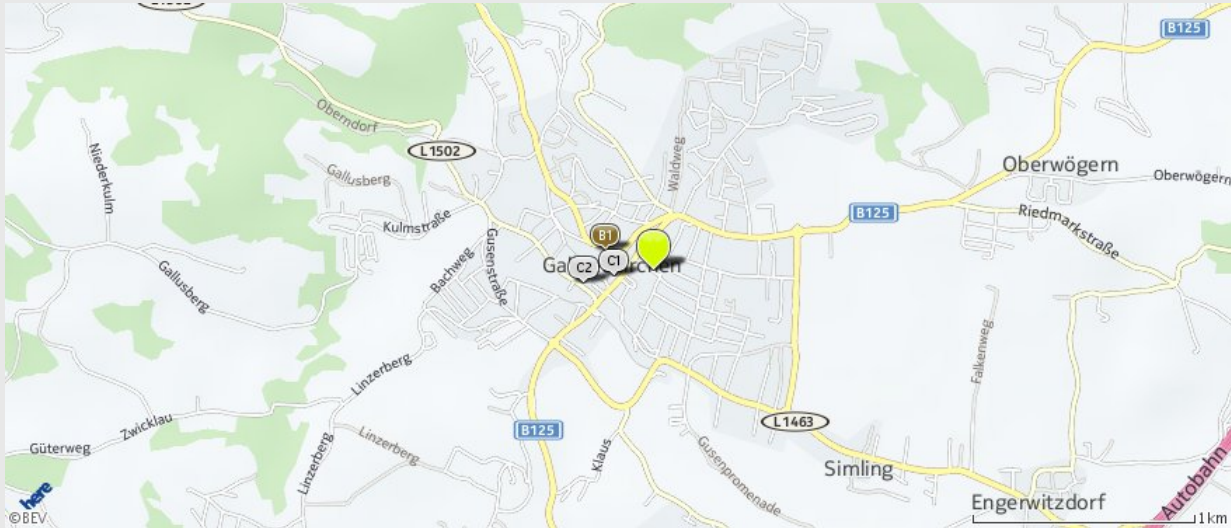 B125
Oberndorf
L1502
Waldweg
Niederkulm
Gallusberg
Oberwögern
Oberwögern
Kulmstraße
B125
Riedmarkstraße
Gusenstraße
B1
C1
C2
Bachweg
Gallusberg
Falkenweg
Linzerberg
Zwicklau
L1463
B125
Güterweg
Linzerberg
Linzerberg
Klaus
Gusenpromenade
Simling
Autobahn
Engerwitzdorf
here
©BEV
1km